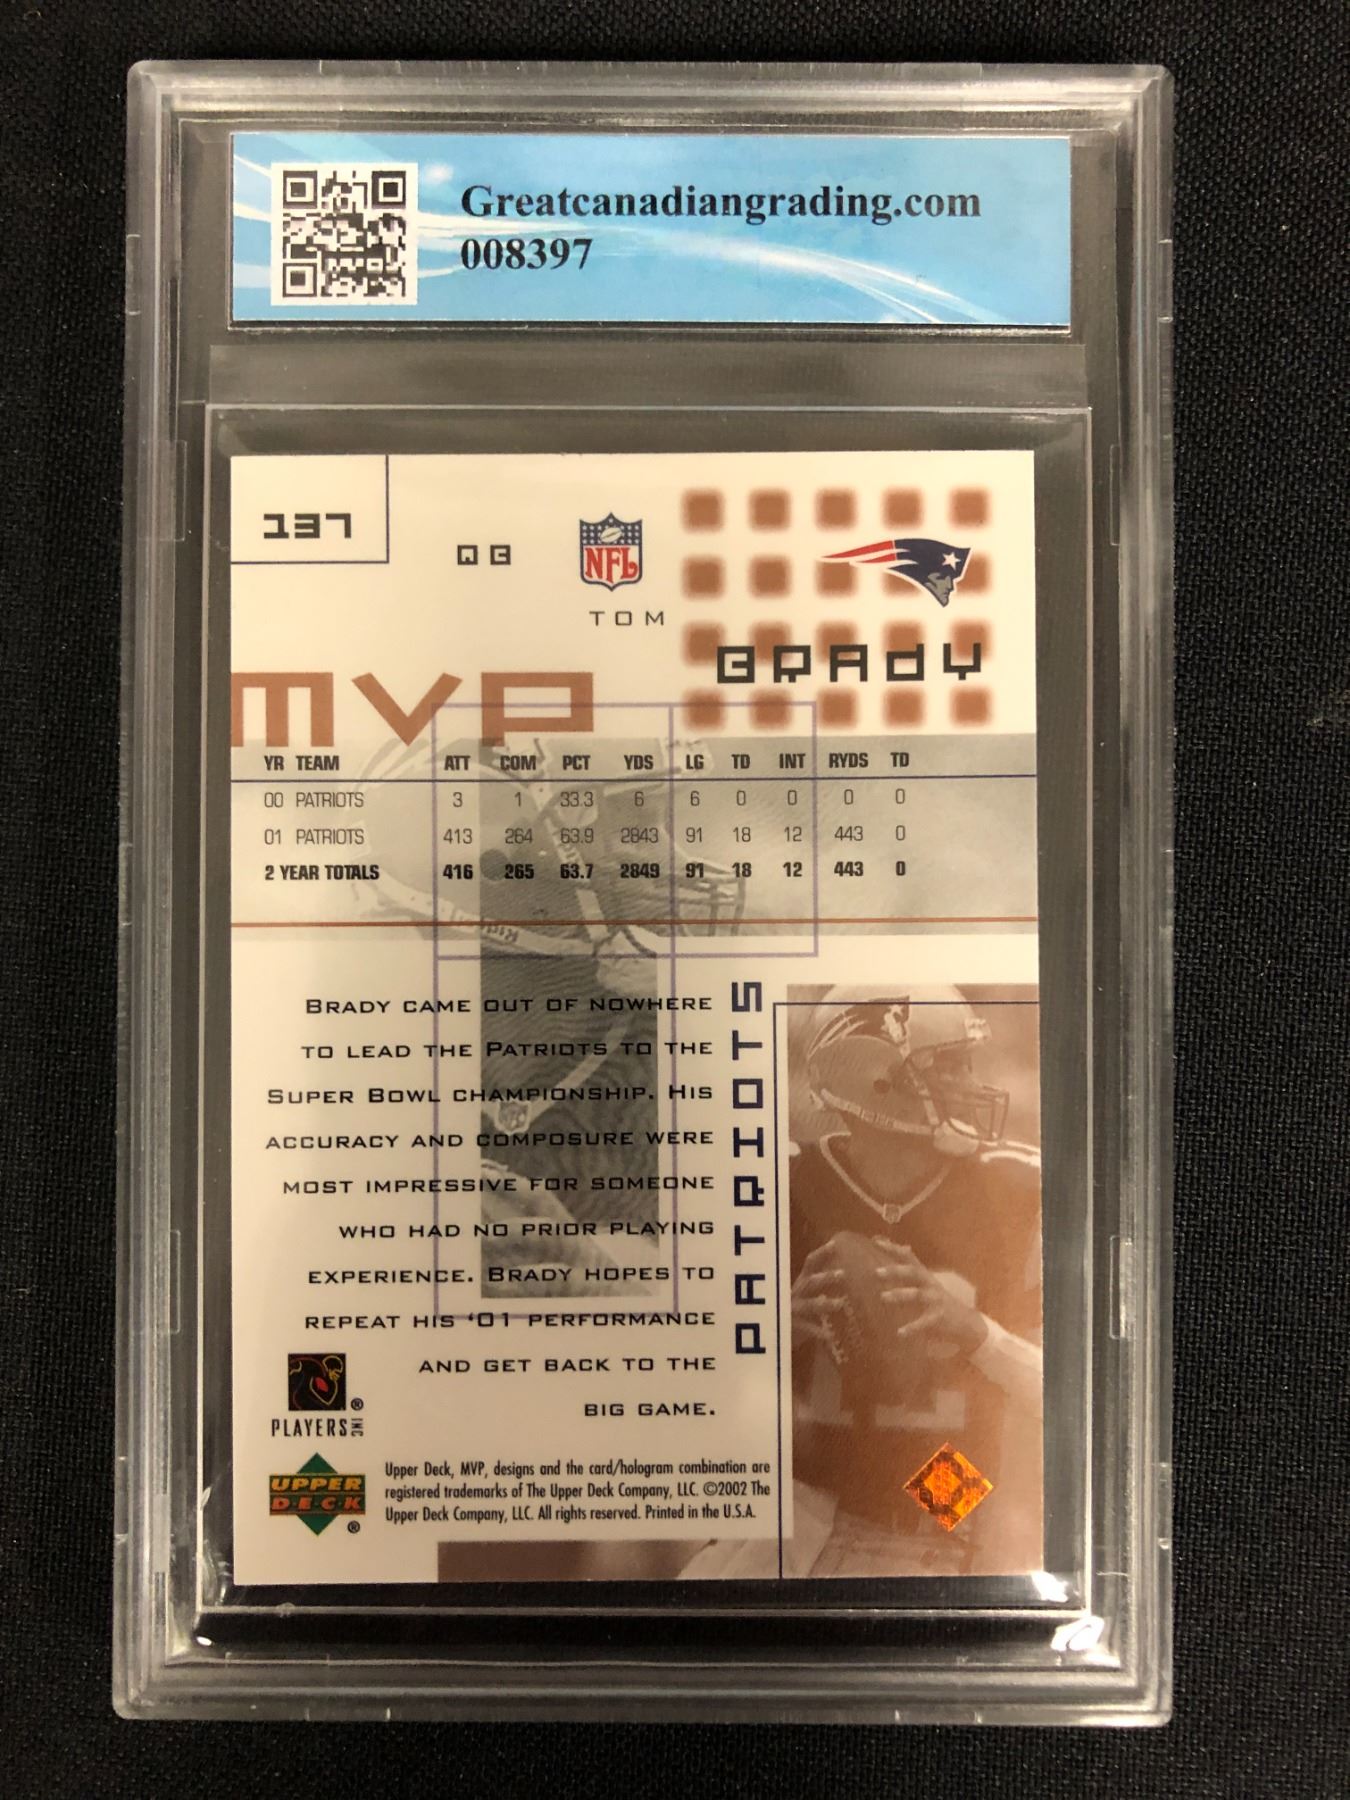 Greatcanadiangrading.com
008397
137
QB
NFL
TOM
BRADY
MVP
YR TEAM ATT COM PCT YDS LG TD INT RYDS TD
00 PATRIOTS 3 1 33.3 6 6 0 0 0 0
01 PATRIOTS 413 264 63.9 2843 91 18 12 443 0
2 YEAR TOTALS 416 265 63.7 2849 91 18 12 443 0
BRADY CAME OUT OF NOWHERE
TO LEAD THE PATRIOTS TO THE
SUPER BOWL CHAMPIONSHIP. HIS
ACCURACY AND COMPOSURE WERE
MOST IMPRESSIVE FOR SOMEONE
WHO HAD NO PRIOR PLAYING
EXPERIENCE. BRADY HOPES TO
REPEAT HIS '01 PERFORMANCE
AND GET BACK TO THE
BIG GAME.
PATRIOTS
PLAYERS INC ®
UPPER
DECK ®
Upper Deck, MVP, designs and the card/hologram combination are
registered trademarks of The Upper Deck Company, LLC. ©2002 The
Upper Deck Company, LLC. All rights reserved. Printed in the U.S.A.